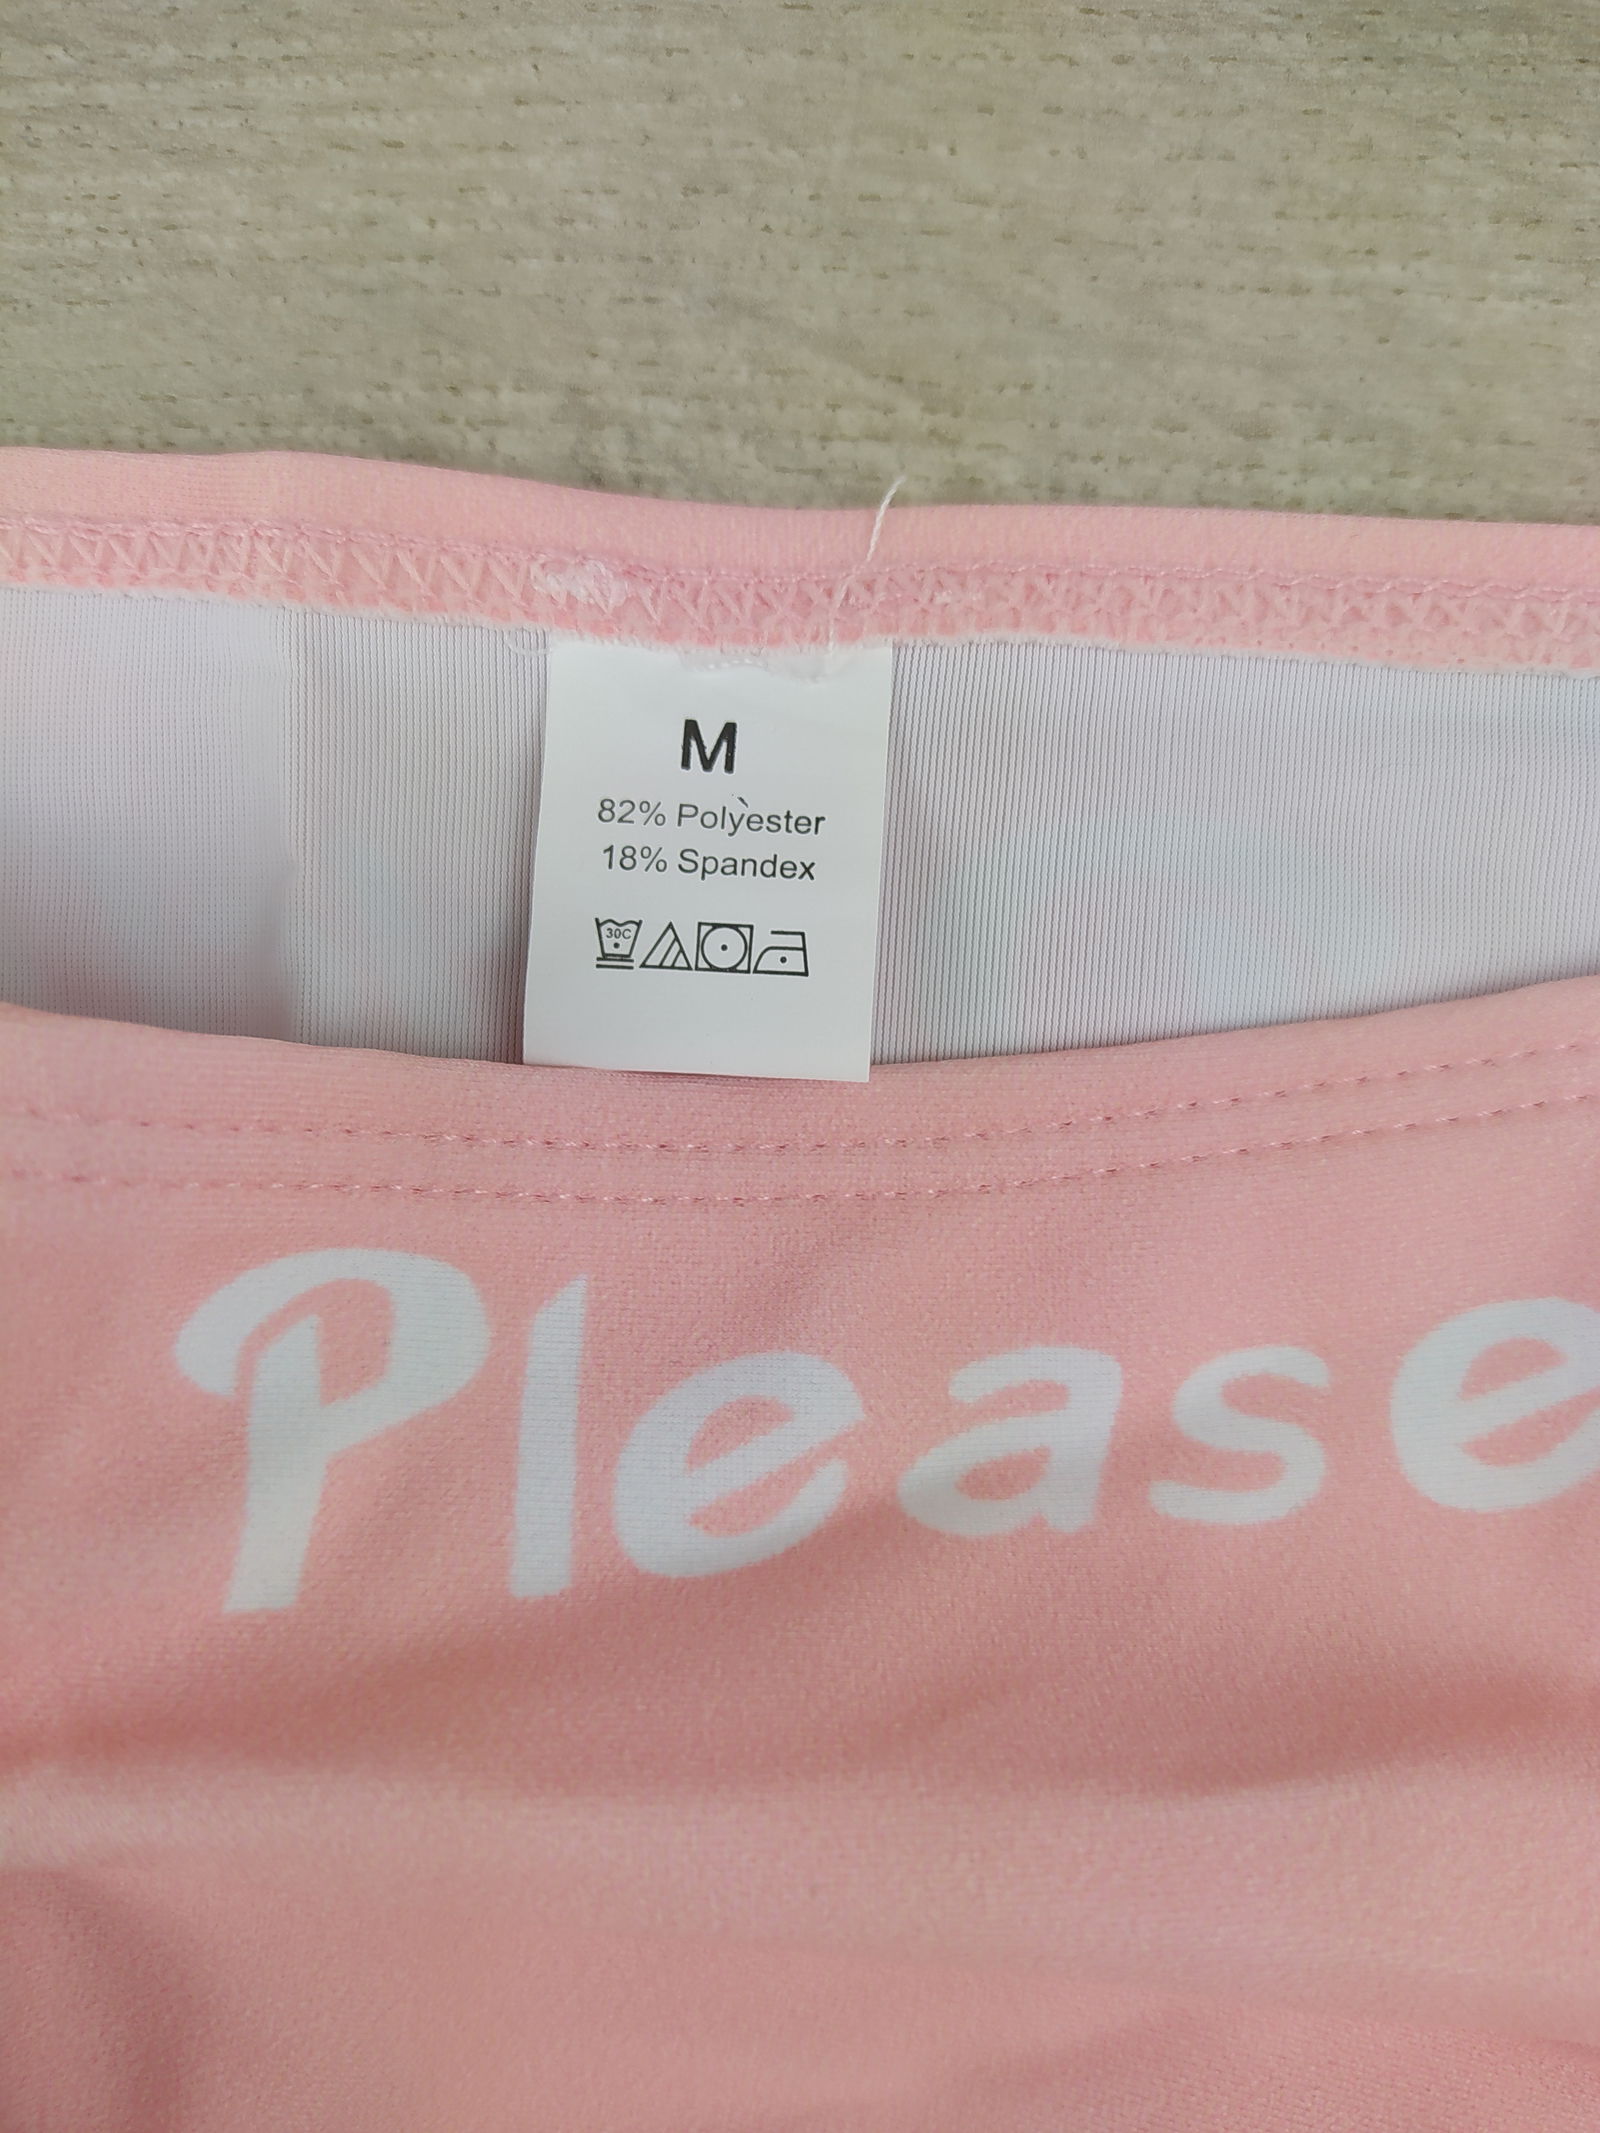 M
82% Polyester
18% Spandex
30C
Please